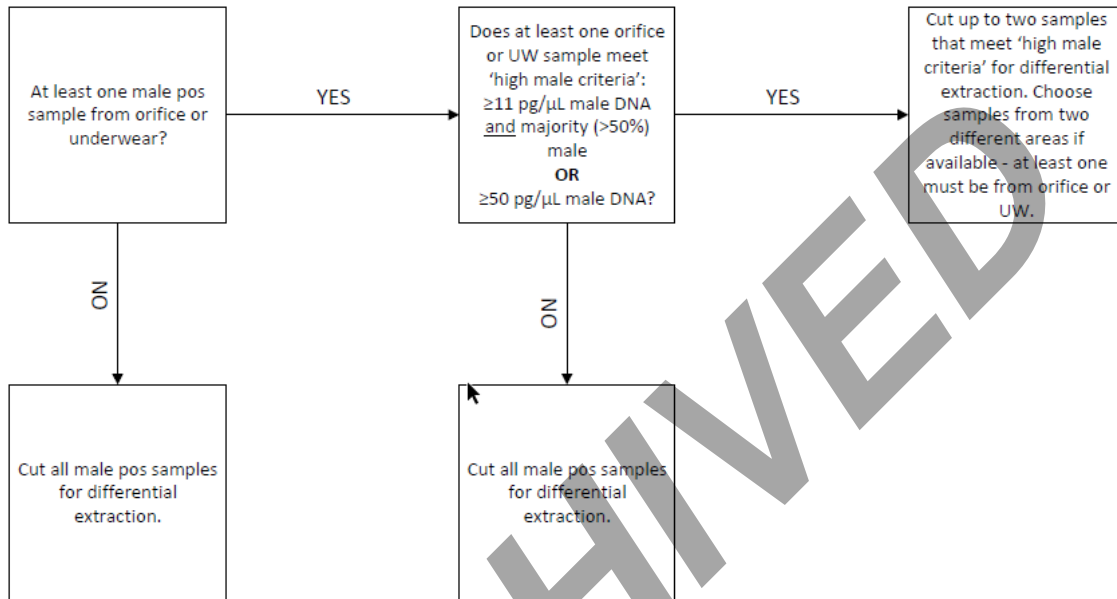 At least one male pos
sample from orifice or
underwear?
YES
Does at least one orifice
or UW sample meet
‘high male criteria’:
≥11 pg/µL male DNA
and majority (>50%)
male
OR
≥50 pg/µL male DNA?
YES
Cut up to two samples
that meet ‘high male
criteria’ for differential
extraction. Choose
samples from two
different areas if
available - at least one
must be from orifice or
UW.
NO
NO
Cut all male pos samples
for differential
extraction.
Cut all male pos samples
for differential
extraction.
HIVED